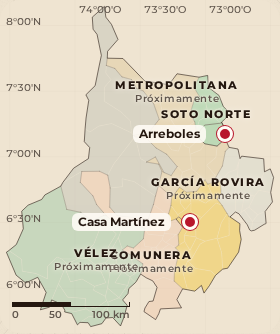 74°00'O 73°30'O 73°00'O
8°00'N
7°30'N
METROPOLITANA
Próximamente
SOTO NORTE
Arreboles
7°00'N
GARCÍA ROVIRA
Próximamente
6°30'N
Casa Martínez
VÉLEZ
COMUNERA
Próximamente
Próximamente
6°00'N
0 50 100 km